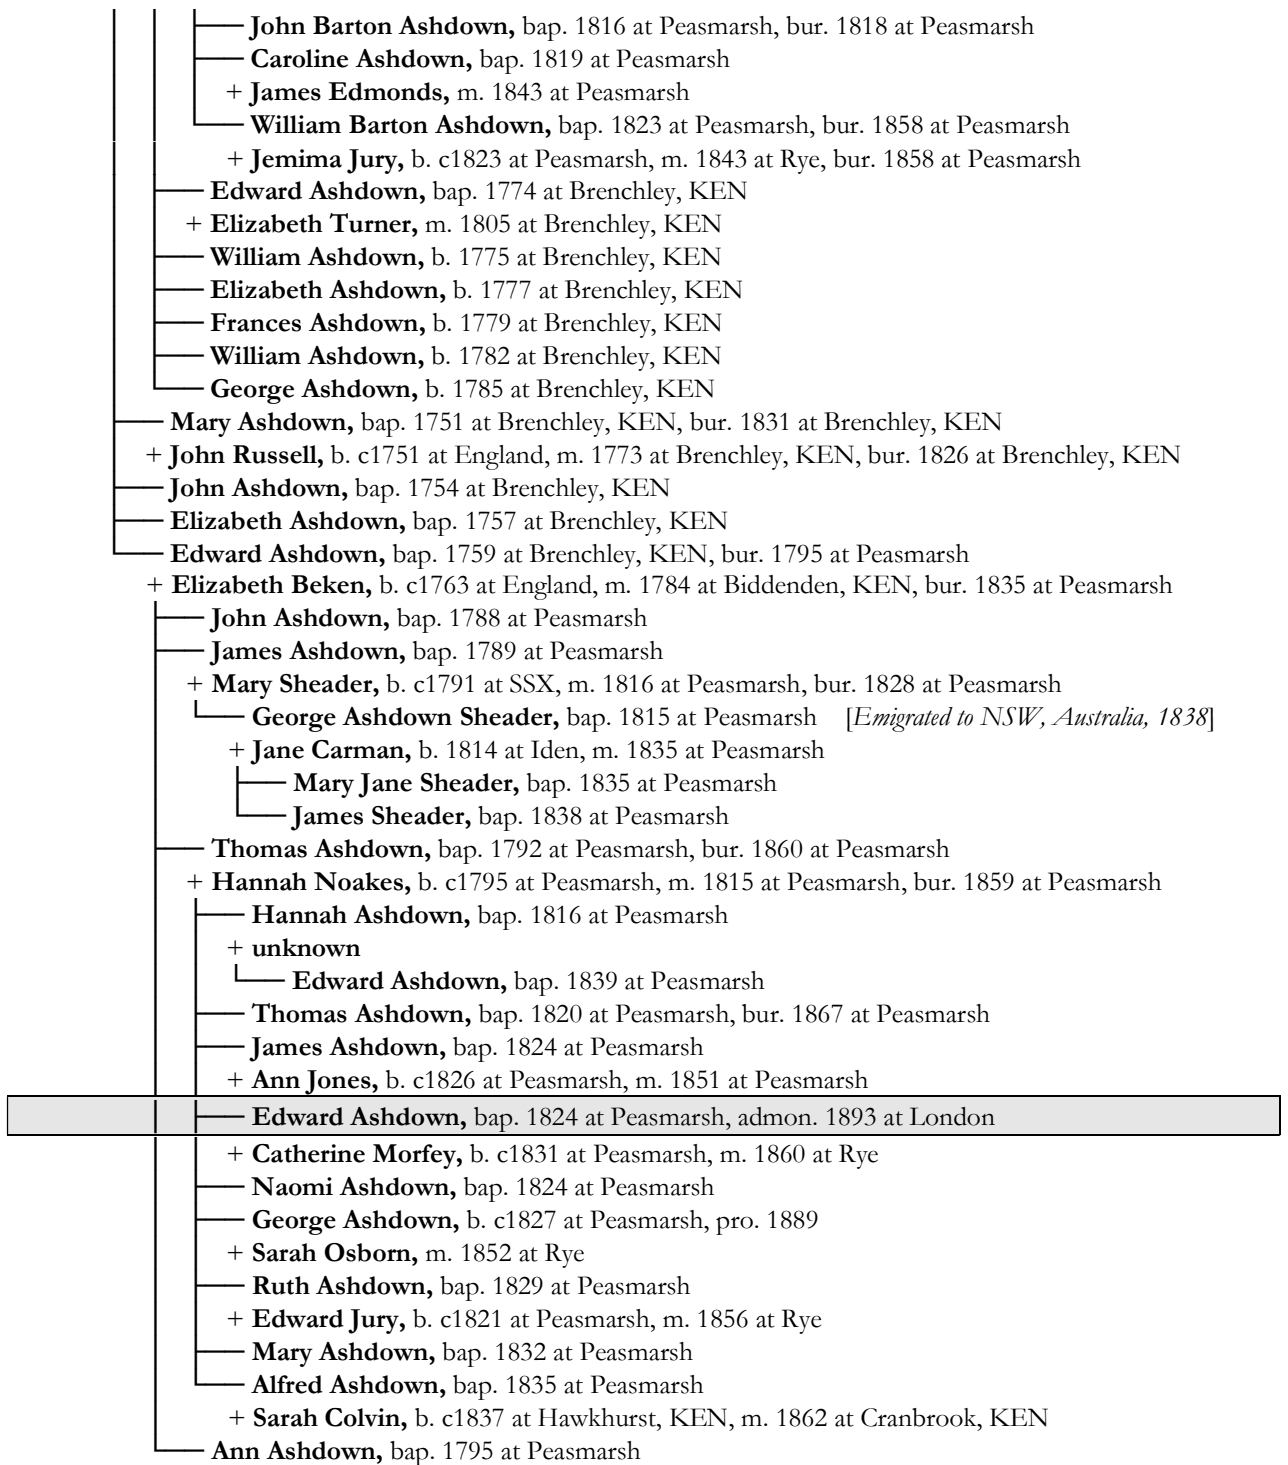 John Barton Ashdown, bap. 1816 at Peasmarsh, bur. 1818 at Peasmarsh
Caroline Ashdown, bap. 1819 at Peasmarsh
+ James Edmonds, m. 1843 at Peasmarsh
William Barton Ashdown, bap. 1823 at Peasmarsh, bur. 1858 at Peasmarsh
+ Jemima Jury, b. c1823 at Peasmarsh, m. 1843 at Rye, bur. 1858 at Peasmarsh
Edward Ashdown, bap. 1774 at Brenchley, KEN
+ Elizabeth Turner, m. 1805 at Brenchley, KEN
William Ashdown, b. 1775 at Brenchley, KEN
Elizabeth Ashdown, b. 1777 at Brenchley, KEN
Frances Ashdown, b. 1779 at Brenchley, KEN
William Ashdown, b. 1782 at Brenchley, KEN
George Ashdown, b. 1785 at Brenchley, KEN
Mary Ashdown, bap. 1751 at Brenchley, KEN, bur. 1831 at Brenchley, KEN
+ John Russell, b. c1751 at England, m. 1773 at Brenchley, KEN, bur. 1826 at Brenchley, KEN
John Ashdown, bap. 1754 at Brenchley, KEN
Elizabeth Ashdown, bap. 1757 at Brenchley, KEN
Edward Ashdown, bap. 1759 at Brenchley, KEN, bur. 1795 at Peasmarsh
+ Elizabeth Beken, b. c1763 at England, m. 1784 at Biddenden, KEN, bur. 1835 at Peasmarsh
John Ashdown, bap. 1788 at Peasmarsh
James Ashdown, bap. 1789 at Peasmarsh
+ Mary Sheader, b. c1791 at SSX, m. 1816 at Peasmarsh, bur. 1828 at Peasmarsh
George Ashdown Sheader, bap. 1815 at Peasmarsh [Emigrated to NSW, Australia, 1838]
+ Jane Carman, b. 1814 at Iden, m. 1835 at Peasmarsh
Mary Jane Sheader, bap. 1835 at Peasmarsh
James Sheader, bap. 1838 at Peasmarsh
Thomas Ashdown, bap. 1792 at Peasmarsh, bur. 1860 at Peasmarsh
+ Hannah Noakes, b. c1795 at Peasmarsh, m. 1815 at Peasmarsh, bur. 1859 at Peasmarsh
Hannah Ashdown, bap. 1816 at Peasmarsh
+ unknown
Edward Ashdown, bap. 1839 at Peasmarsh
Thomas Ashdown, bap. 1820 at Peasmarsh, bur. 1867 at Peasmarsh
James Ashdown, bap. 1824 at Peasmarsh
+ Ann Jones, b. c1826 at Peasmarsh, m. 1851 at Peasmarsh
Edward Ashdown, bap. 1824 at Peasmarsh, admon. 1893 at London
+ Catherine Morfey, b. c1831 at Peasmarsh, m. 1860 at Rye
Naomi Ashdown, bap. 1824 at Peasmarsh
George Ashdown, b. c1827 at Peasmarsh, pro. 1889
+ Sarah Osborn, m. 1852 at Rye
Ruth Ashdown, bap. 1829 at Peasmarsh
+ Edward Jury, b. c1821 at Peasmarsh, m. 1856 at Rye
Mary Ashdown, bap. 1832 at Peasmarsh
Alfred Ashdown, bap. 1835 at Peasmarsh
+ Sarah Colvin, b. c1837 at Hawkhurst, KEN, m. 1862 at Cranbrook, KEN
Ann Ashdown, bap. 1795 at Peasmarsh